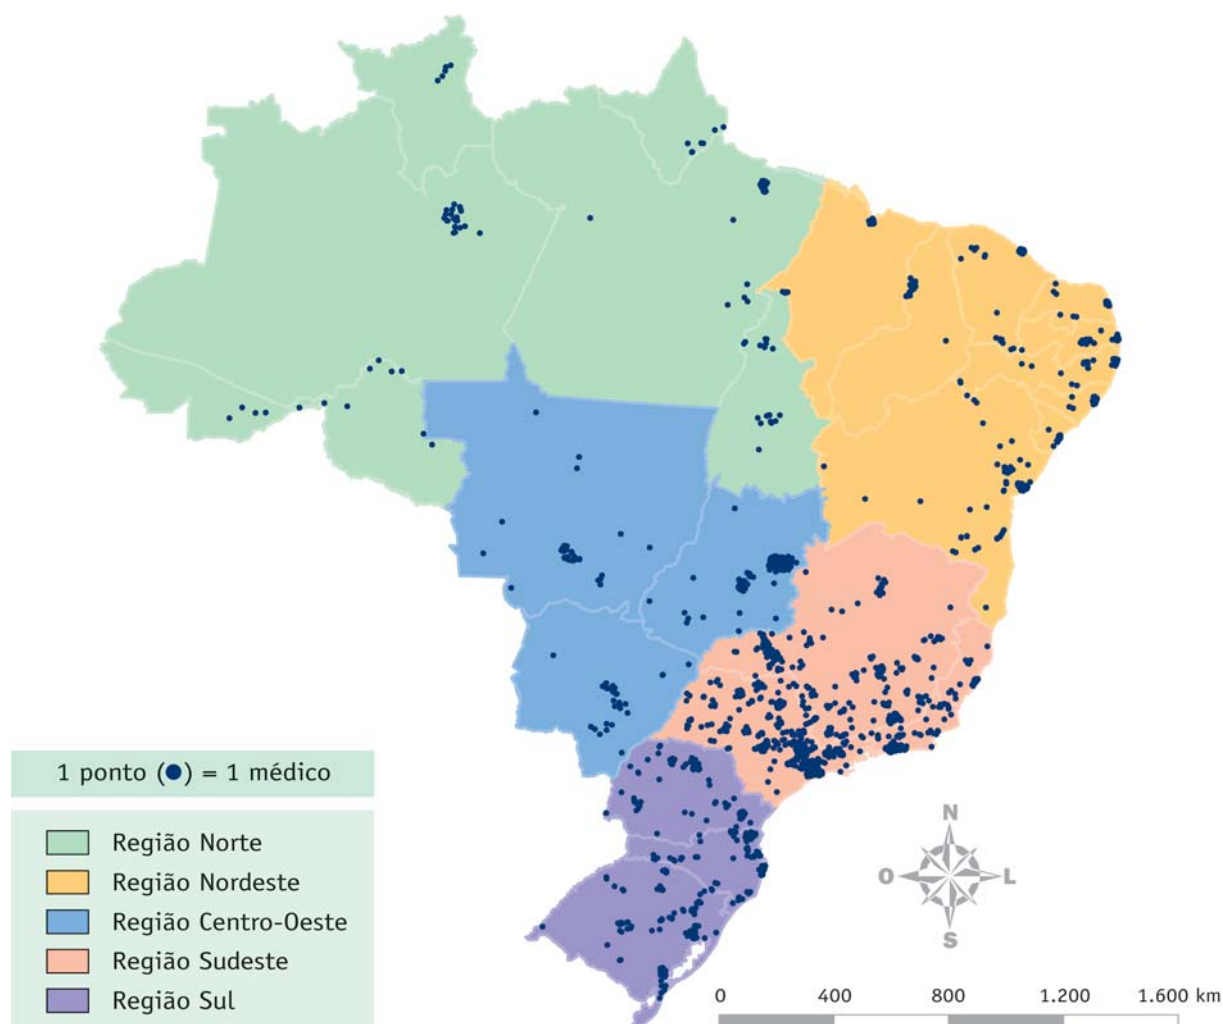 1 ponto (●) = 1 médico
Região Norte
Região Nordeste
Região Centro-Oeste
Região Sudeste
Região Sul
N
O L
S
0 400 800 1.200 1.600 km